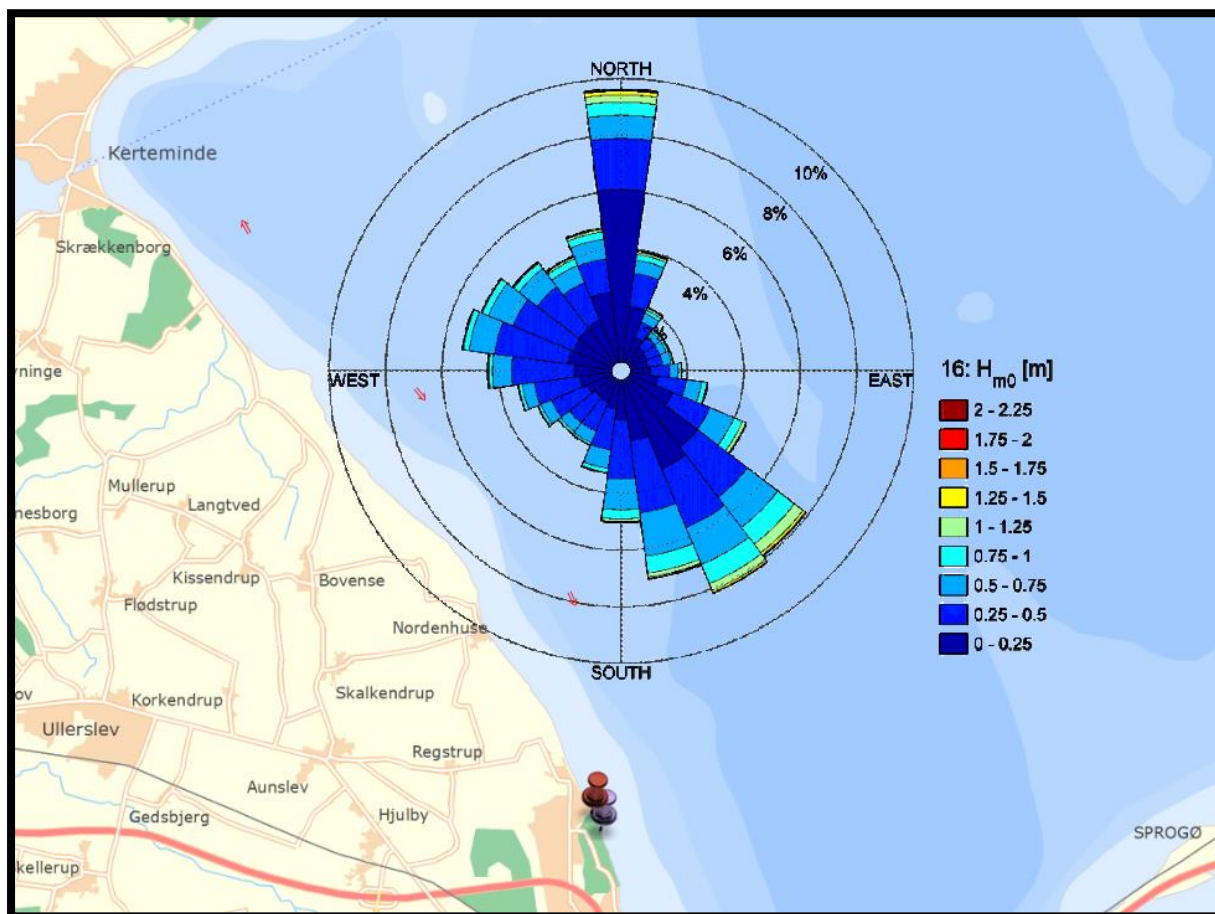 NORTH
10%
Kerteminde
8%
Skrækkenborg
6%
4%
%
vninge
WEST
EAST
16: Hm0 [m]
2 - 2.25
1.75 - 2
1.5 - 1.75
1.25 - 1.5
1 - 1.25
0.75 - 1
0.5 - 0.75
0.25 - 0.5
0 - 0.25
Mullerup
Langtved
nesborg
Kissendrup
Bovense
Flødstrup
Nordenhuse
SOUTH
ov
Korkendrup
Skalkendrup
Ullerslev
Regstrup
Aunslev
Gedsbjerg
Hjulby
SPROGØ
kellerup